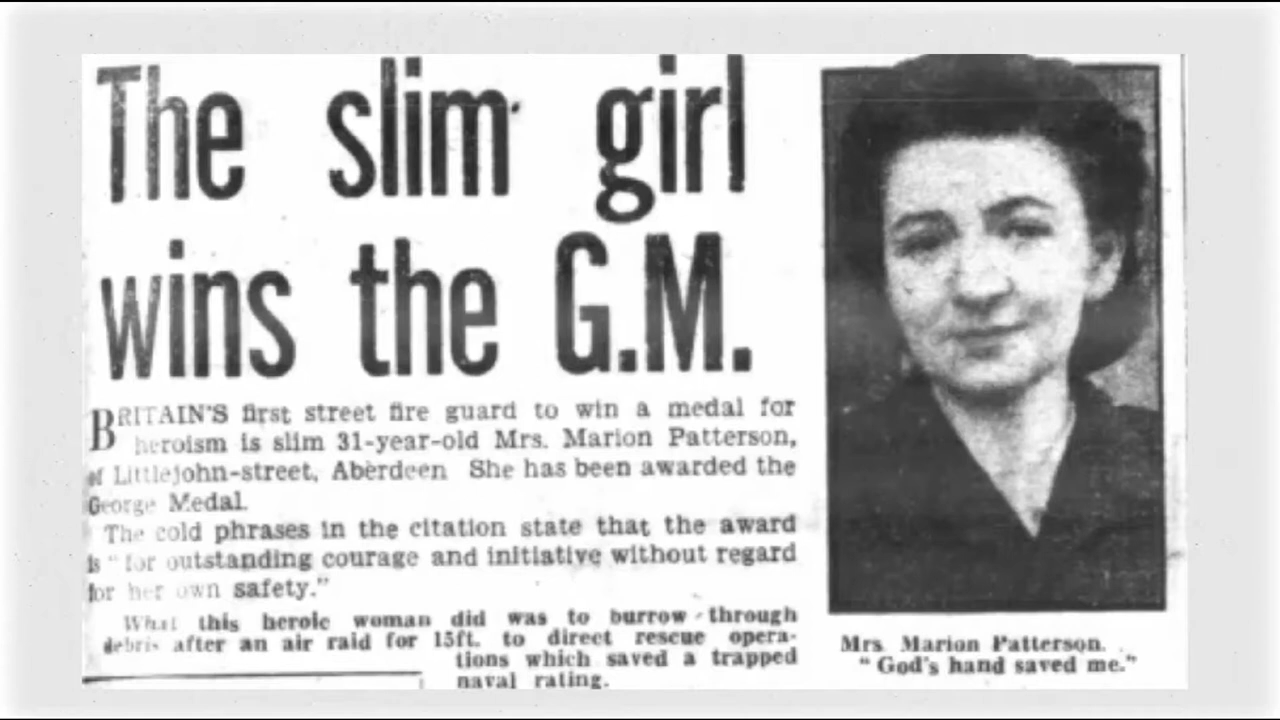 The slim girl
wins the G.M.
BRITAIN'S first street fire guard to win a medal for
heroism is slim 31-year-old Mrs. Marion Patterson,
of Littlejohn-street, Aberdeen She has been awarded the
George Medal.
The cold phrases in the citation state that the award
is "for outstanding courage and initiative without regard
for her own safety."
What this heroic woman did was to burrow through
debris after an air raid for 15ft. to direct rescue opera-
tions which saved a trapped
naval rating.
Mrs Marion Patterson.
"God's hand saved me."